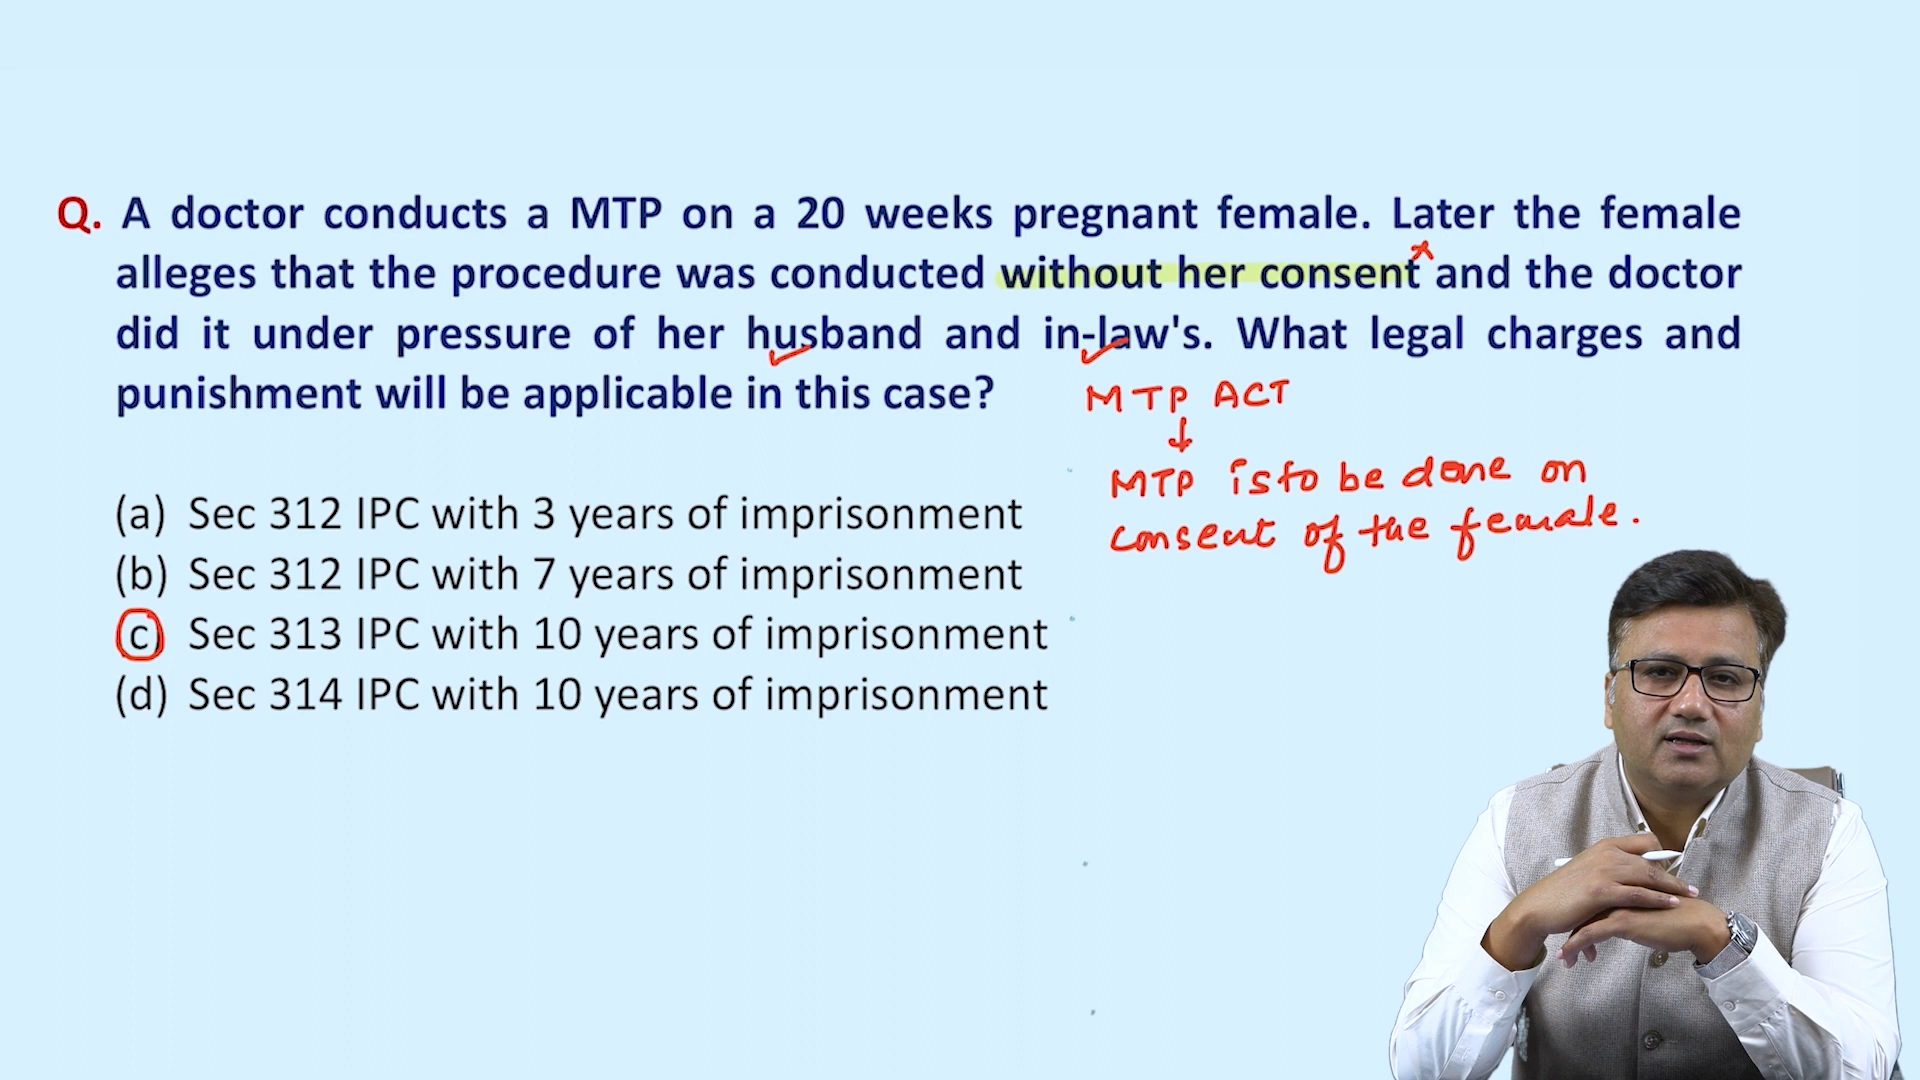 Q. A doctor conducts a MTP on a 20 weeks pregnant female. Later the female
alleges that the procedure was conducted without her consent and the doctor
did it under pressure of her husband and in-law's. What legal charges and
punishment will be applicable in this case?
MTP ACT
MTP is to be done on
consent of the female.
(a) Sec 312 IPC with 3 years of imprisonment
(b) Sec 312 IPC with 7 years of imprisonment
(c) Sec 313 IPC with 10 years of imprisonment
(d) Sec 314 IPC with 10 years of imprisonment